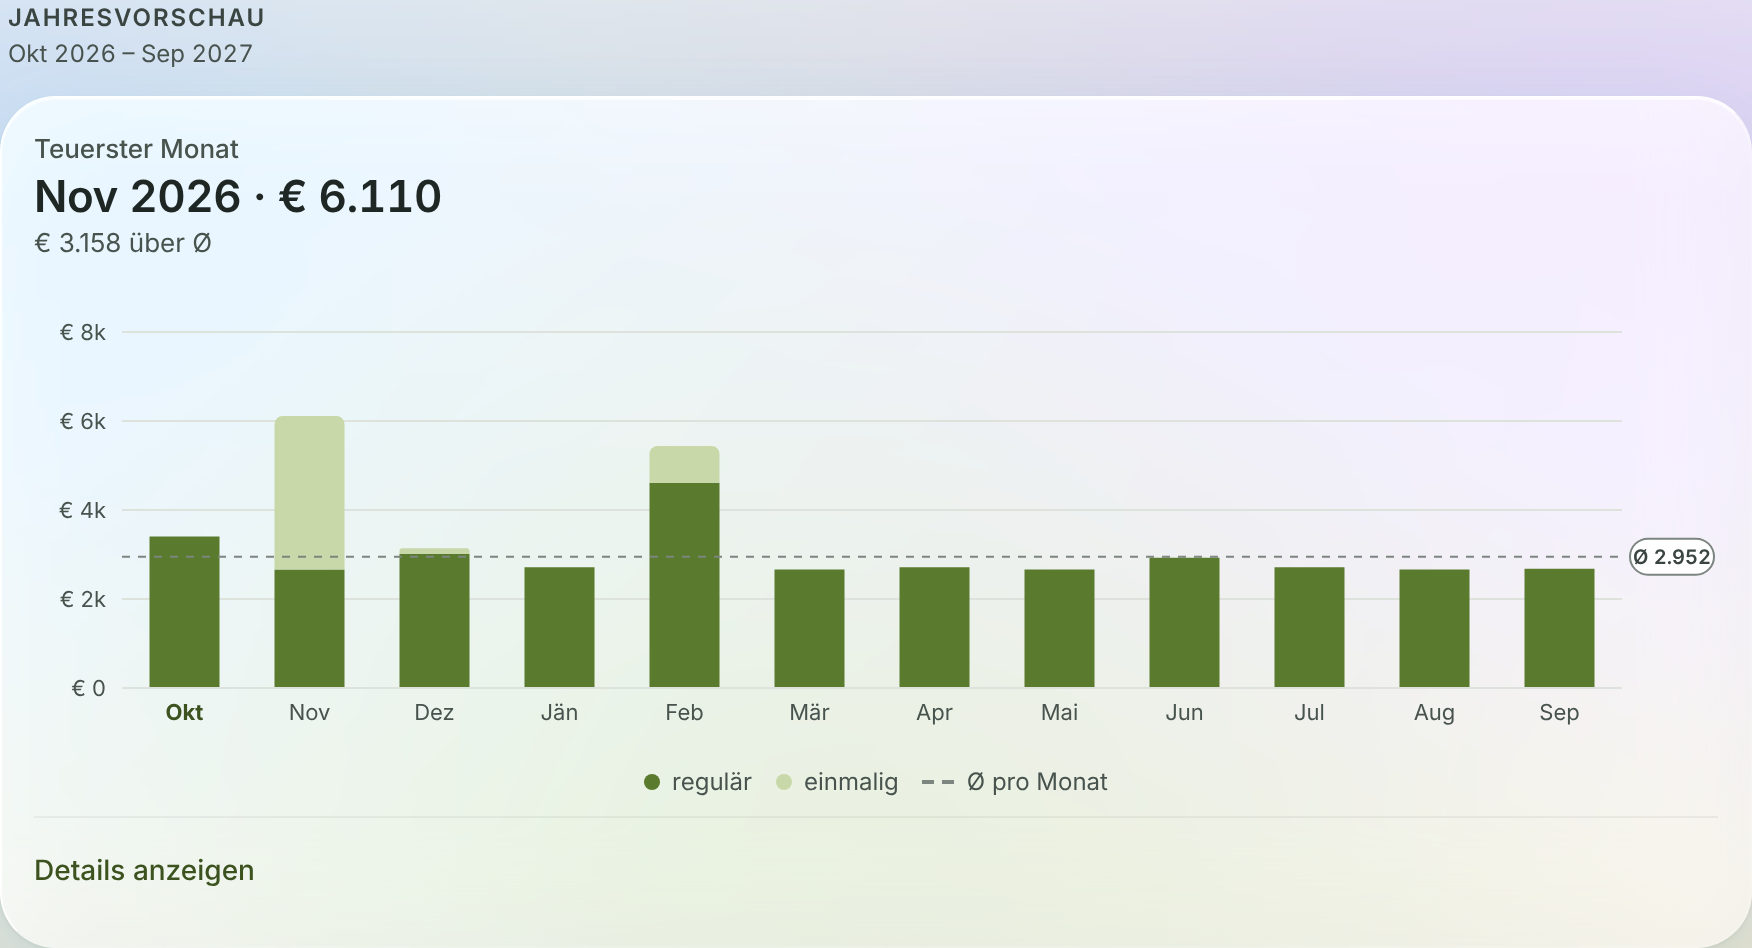 JAHRESVORSCHAU
Okt 2026 – Sep 2027
Teuerster Monat
Nov 2026 · € 6.110
€ 3.158 über Ø
€ 8k
€ 6k
€ 4k
Ø 2.952
€ 2k
€ 0
Okt Nov Dez Jän Feb Mär Apr Mai Jun Jul Aug Sep
regulär einmalig Ø pro Monat
Details anzeigen